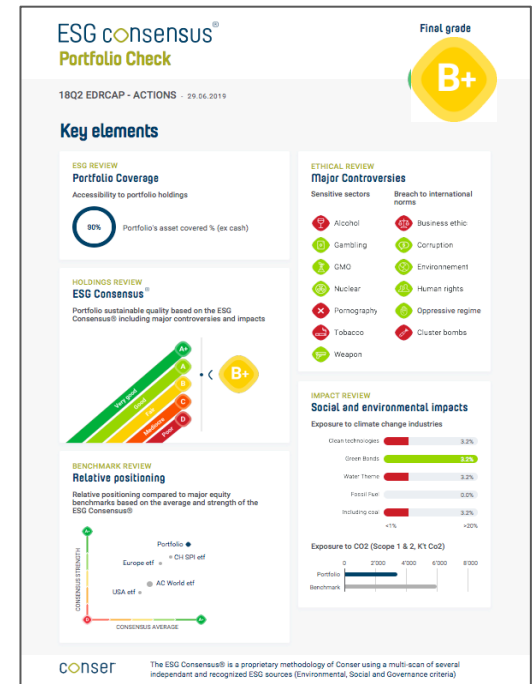 ESG consensus®
Portfolio Check
Final grade
B+
18Q2 EDRCAP - ACTIONS - 29.06.2019
Key elements
ESG REVIEW
Portfolio Coverage
Accessibility to portfolio holdings
90%
Portfolio's asset covered % (ex cash)
HOLDINGS REVIEW
ESG Consensus®
Portfolio sustainable quality based on the ESG
Consensus® including major controversies and impacts
A+
A
B
C
D
Very good
Good
Fair
Mediocre
Poor
B+
BENCHMARK REVIEW
Relative positioning
Relative positioning compared to major equity
benchmarks based on the average and strength of the
ESG Consensus®
A+
CONSENSUS STRENGTH
Portfolio
CH SPI etf
Europe etf
AC World etf
USA etf
D
A+
CONSENSUS AVERAGE
ETHICAL REVIEW
Major Controversies
Sensitive sectors
Alcohol
Gambling
GMO
Nuclear
Pornography
Tobacco
Weapon
Breach to international
norms
Business ethic
Corruption
Environnement
Human rights
Oppressive regime
Cluster bombs
IMPACT REVIEW
Social and environmental impacts
Exposure to climate change industries
Clean technologies 3.2%
Green Bonds 3.2%
Water Theme 3.2%
Fossil Fuel 0.0%
Including coal 3.2%
<1% >20%
Exposure to CO2 (Scope 1 & 2, K't Co2)
0 2'000 4'000 6'000 8'000
Portfolio
Benchmark
conser
The ESG Consensus® is a proprietary methodology of Conser using a multi-scan of several
independent and recognized ESG sources (Environmental, Social and Governance criteria)